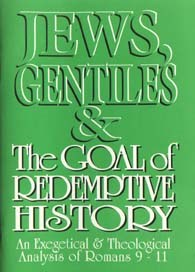 JEWS,
GENTILES
&
The GOAL of
REDEMPTIVE
HISTORY
An Exegetical & Theological
Analysis of Romans 9 - 11